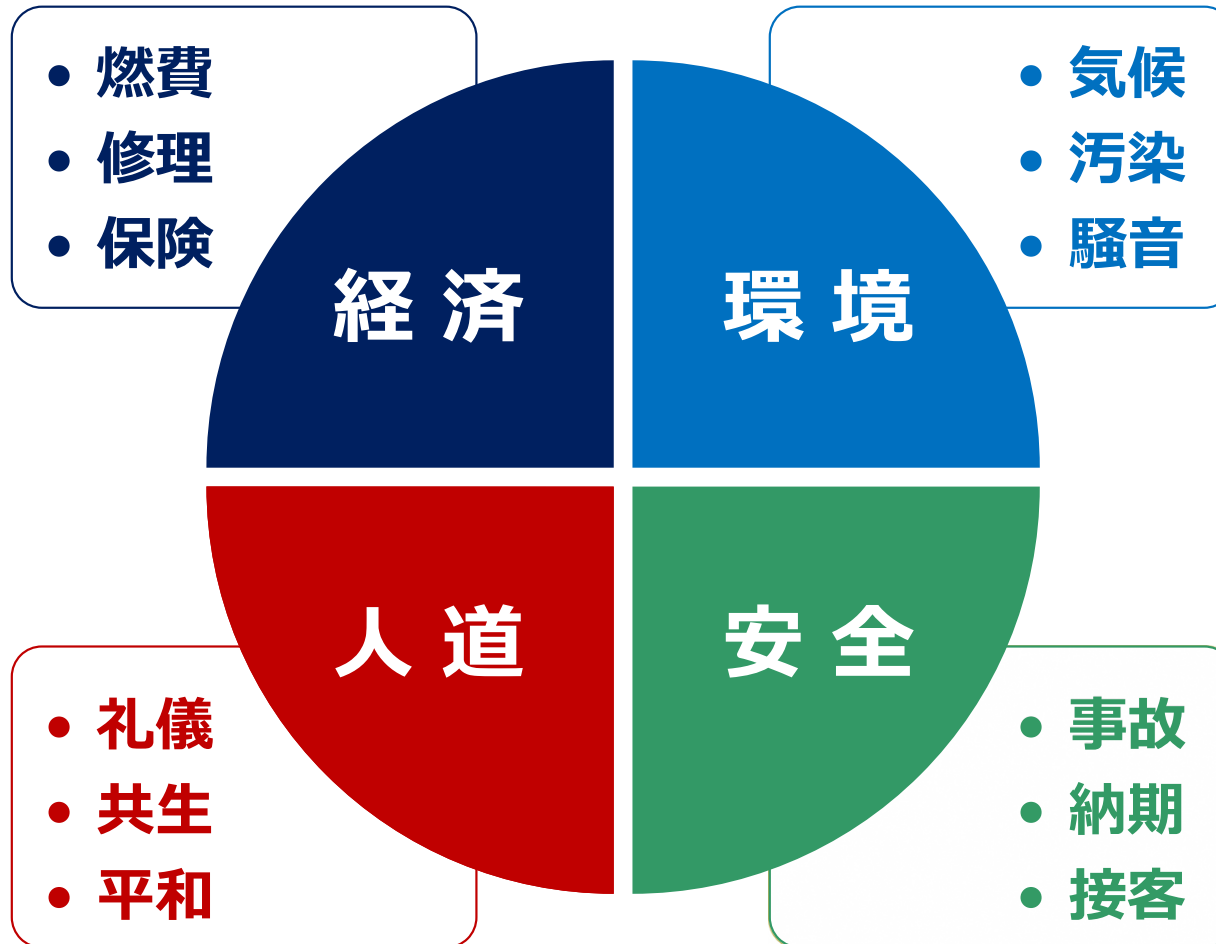 • 燃費
• 修理
• 保険
経済
• 気候
• 汚染
• 騒音
環境
人道
• 礼儀
• 共生
• 平和
安全
• 事故
• 納期
• 接客